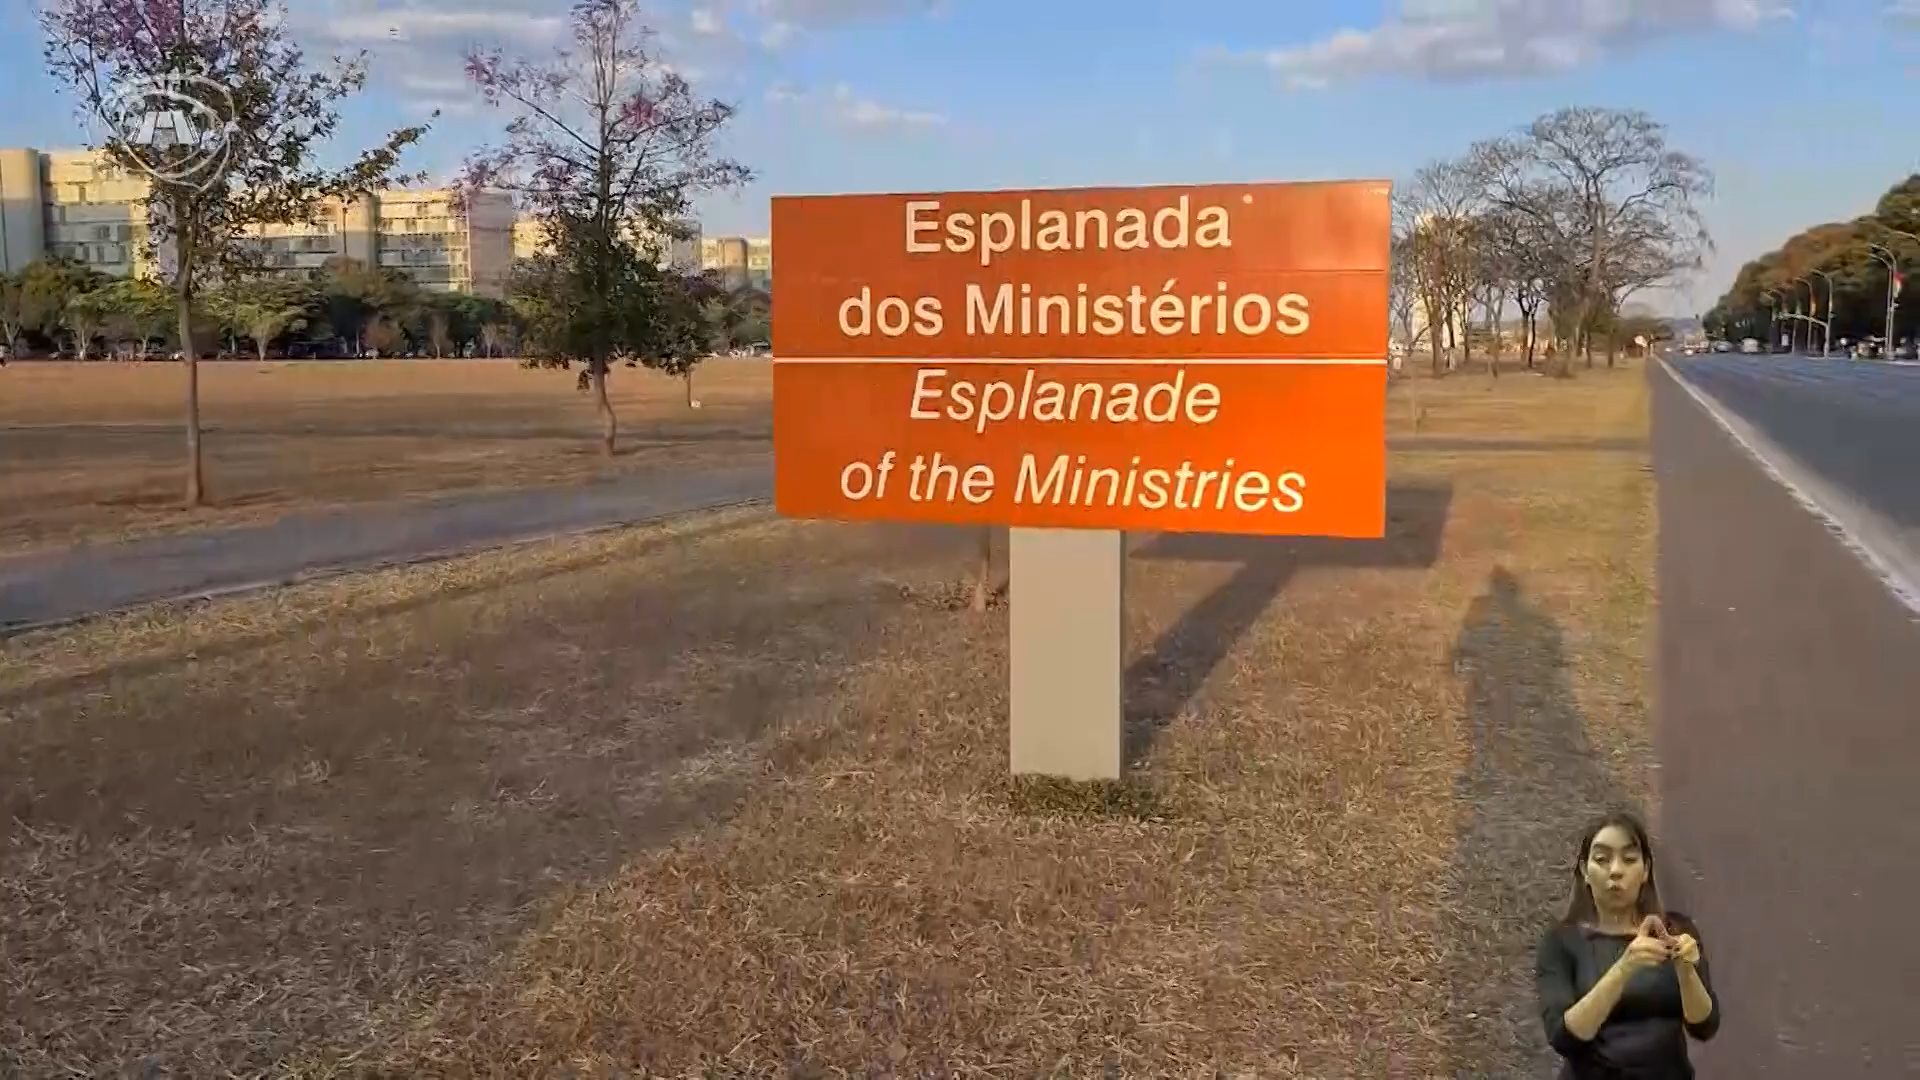 Esplanada
dos Ministérios
Esplanade
of the Ministries